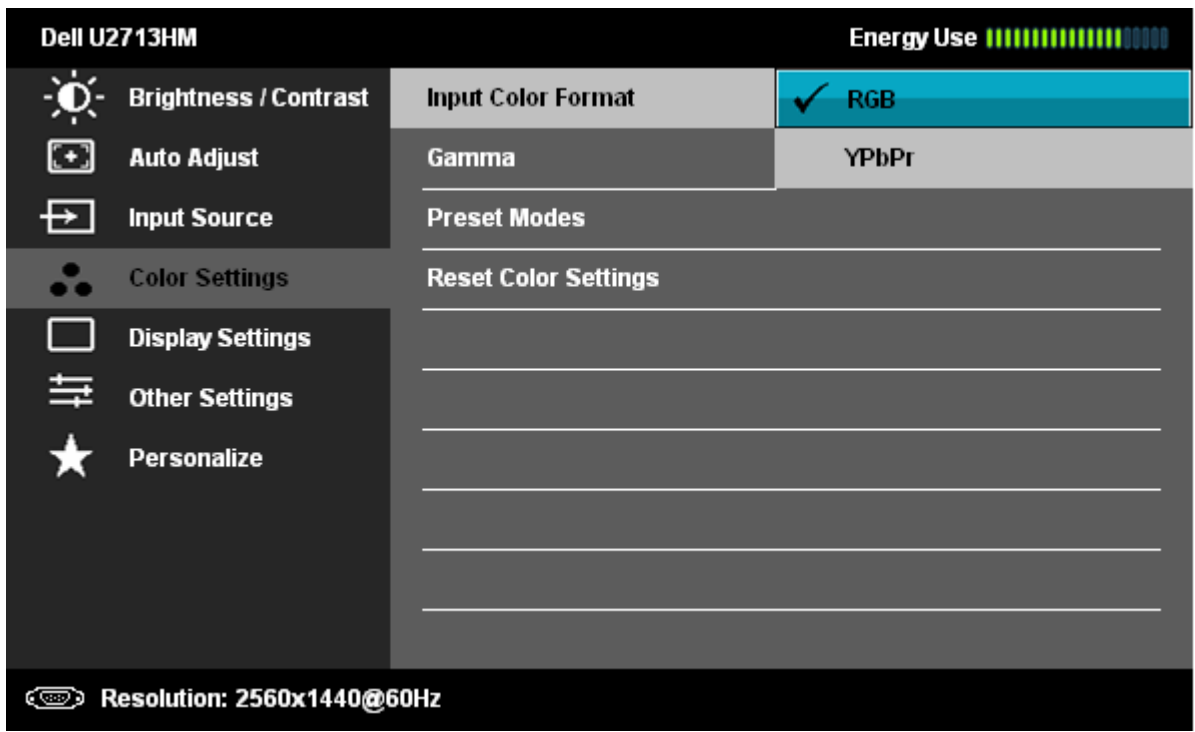 Dell U2713HM Energy Use
Brightness / Contrast Input Color Format RGB
Auto Adjust Gamma YPbPr
Input Source Preset Modes
Color Settings Reset Color Settings
Display Settings
Other Settings
Personalize
Resolution: 2560x1440@60Hz